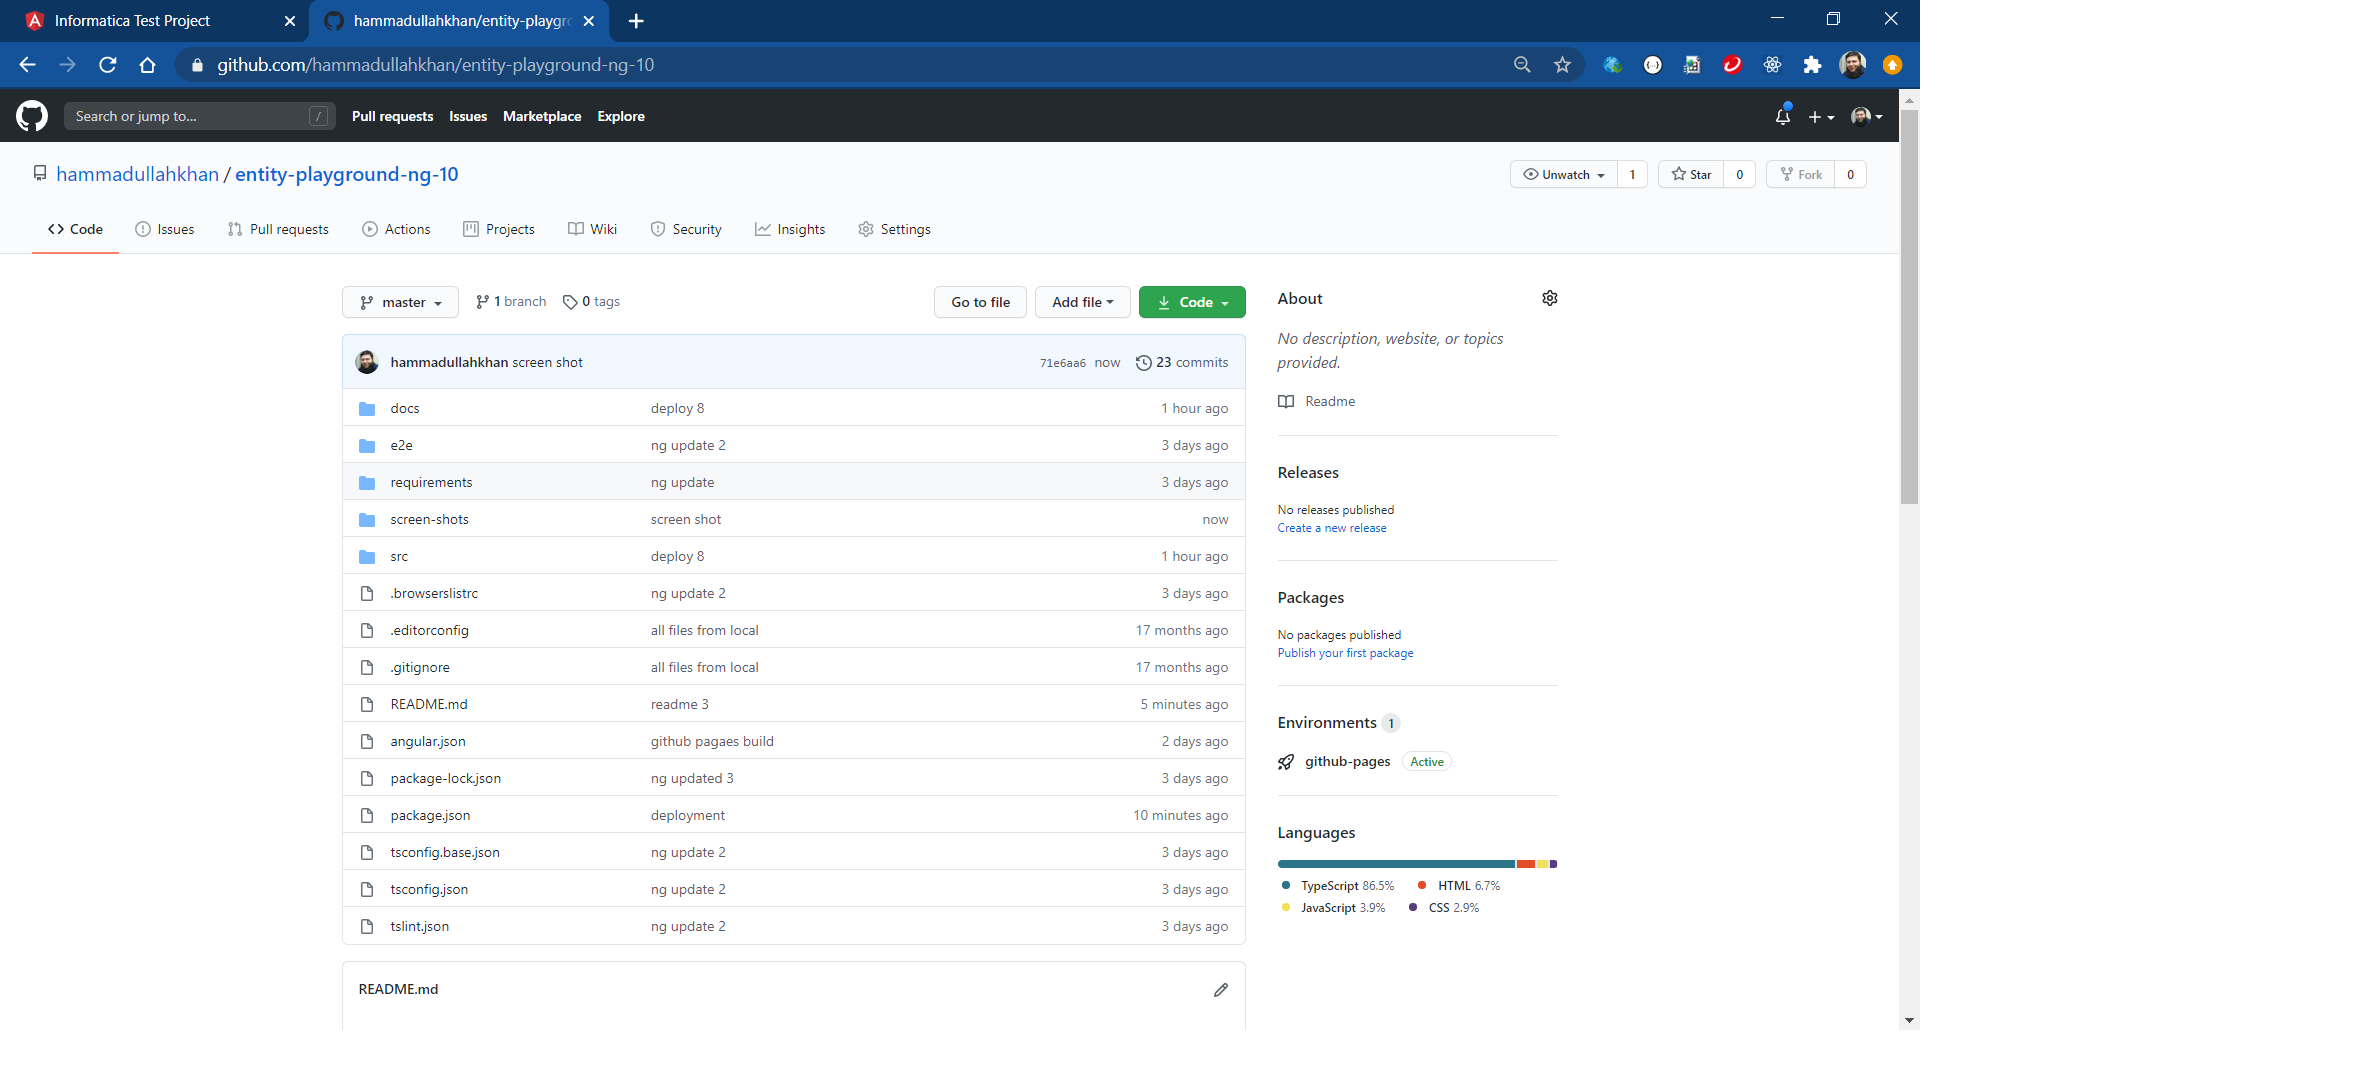 Informatica Test Project
hammadullahkhan/entity-playgro
github.com/hammadullahkhan/entity-playground-ng-10
Search or jump to... /
Pull requests Issues Marketplace Explore
hammadullahkhan / entity-playground-ng-10
Unwatch 1 Star 0 Fork 0
Code Issues Pull requests Actions Projects Wiki Security Insights Settings
master 1 branch 0 tags Go to file Add file Code
hammadullahkhan screen shot 71e6aa6 now 23 commits
docs deploy 8 1 hour ago
e2e ng update 2 3 days ago
requirements ng update 3 days ago
screen-shots screen shot now
src deploy 8 1 hour ago
.browserslistrc ng update 2 3 days ago
.editorconfig all files from local 17 months ago
.gitignore all files from local 17 months ago
README.md readme 3 5 minutes ago
angular.json github pagaes build 2 days ago
package-lock.json ng updated 3 3 days ago
package.json deployment 10 minutes ago
tsconfig.base.json ng update 2 3 days ago
tsconfig.json ng update 2 3 days ago
tslint.json ng update 2 3 days ago
README.md
About
No description, website, or topics
provided.
Readme
Releases
No releases published
Create a new release
Packages
No packages published
Publish your first package
Environments 1
github-pages Active
Languages
TypeScript 86.5% HTML 6.7%
JavaScript 3.9% CSS 2.9%